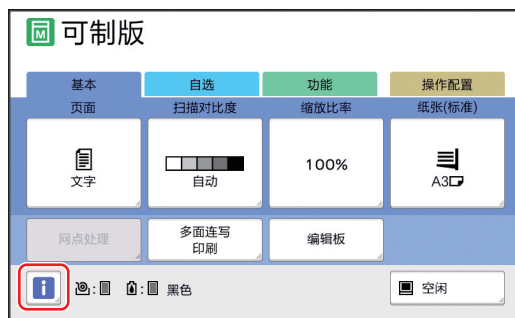 M 可制版
基本 自选 功能 操作配置
页面 扫描对比度 缩放比率 纸张(标准)
文字 自动 100% A3
网点处理 多面连写 编辑板
印刷
i : : 黑色 空闲